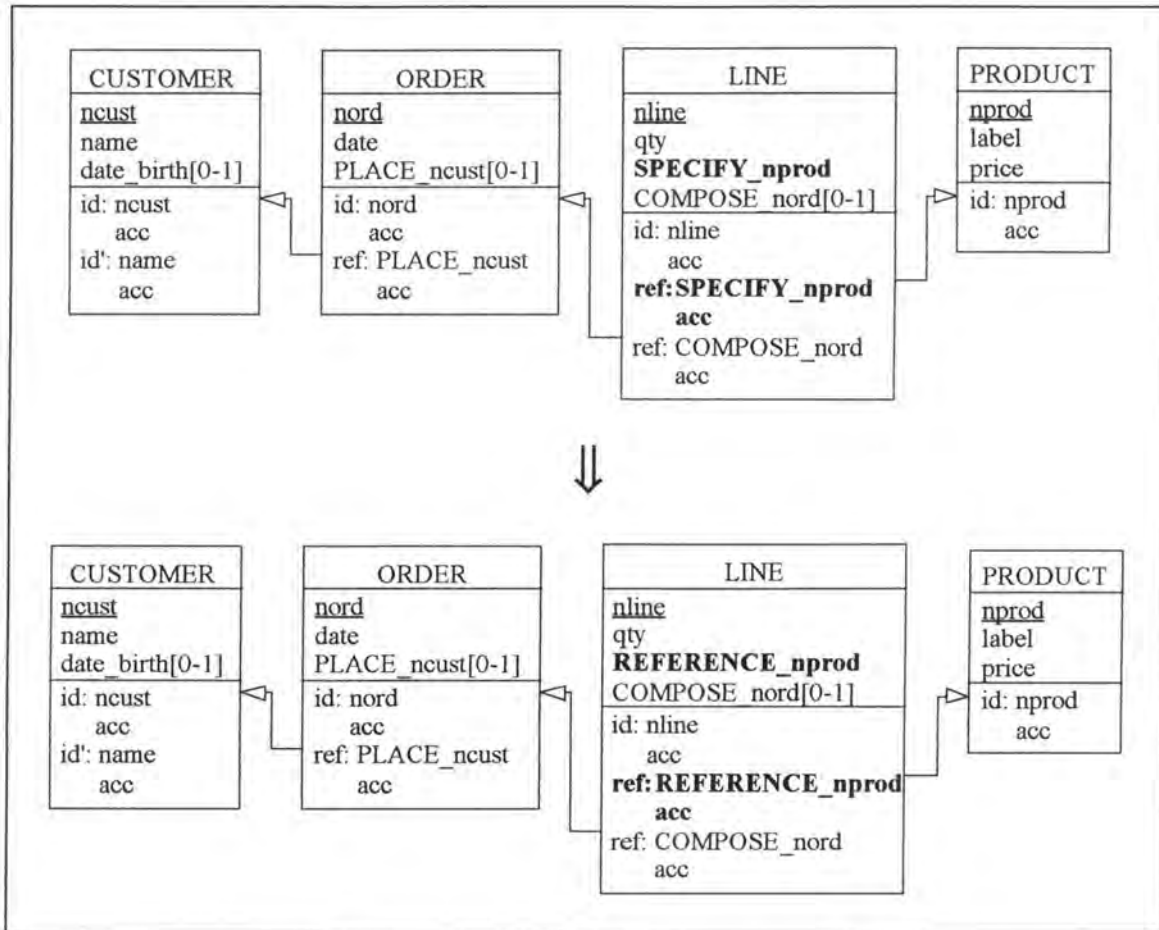 CUSTOMER
ncust
name
date_birth[0-1]
id: ncust
acc
id': name
acc
ORDER
nord
date
PLACE_ncust[0-1]
id: nord
acc
ref: PLACE_ncust
acc
LINE
nline
qty
SPECIFY_nprod
COMPOSE_nord[0-1]
id: nline
acc
ref:SPECIFY_nprod
acc
ref: COMPOSE_nord
acc
PRODUCT
nprod
label
price
id: nprod
acc
⇓
CUSTOMER
ncust
name
date_birth[0-1]
id: ncust
acc
id': name
acc
ORDER
nord
date
PLACE_ncust[0-1]
id: nord
acc
ref: PLACE_ncust
acc
LINE
nline
qty
REFERENCE_nprod
COMPOSE_nord[0-1]
id: nline
acc
ref:REFERENCE_nprod
acc
ref: COMPOSE_nord
acc
PRODUCT
nprod
label
price
id: nprod
acc